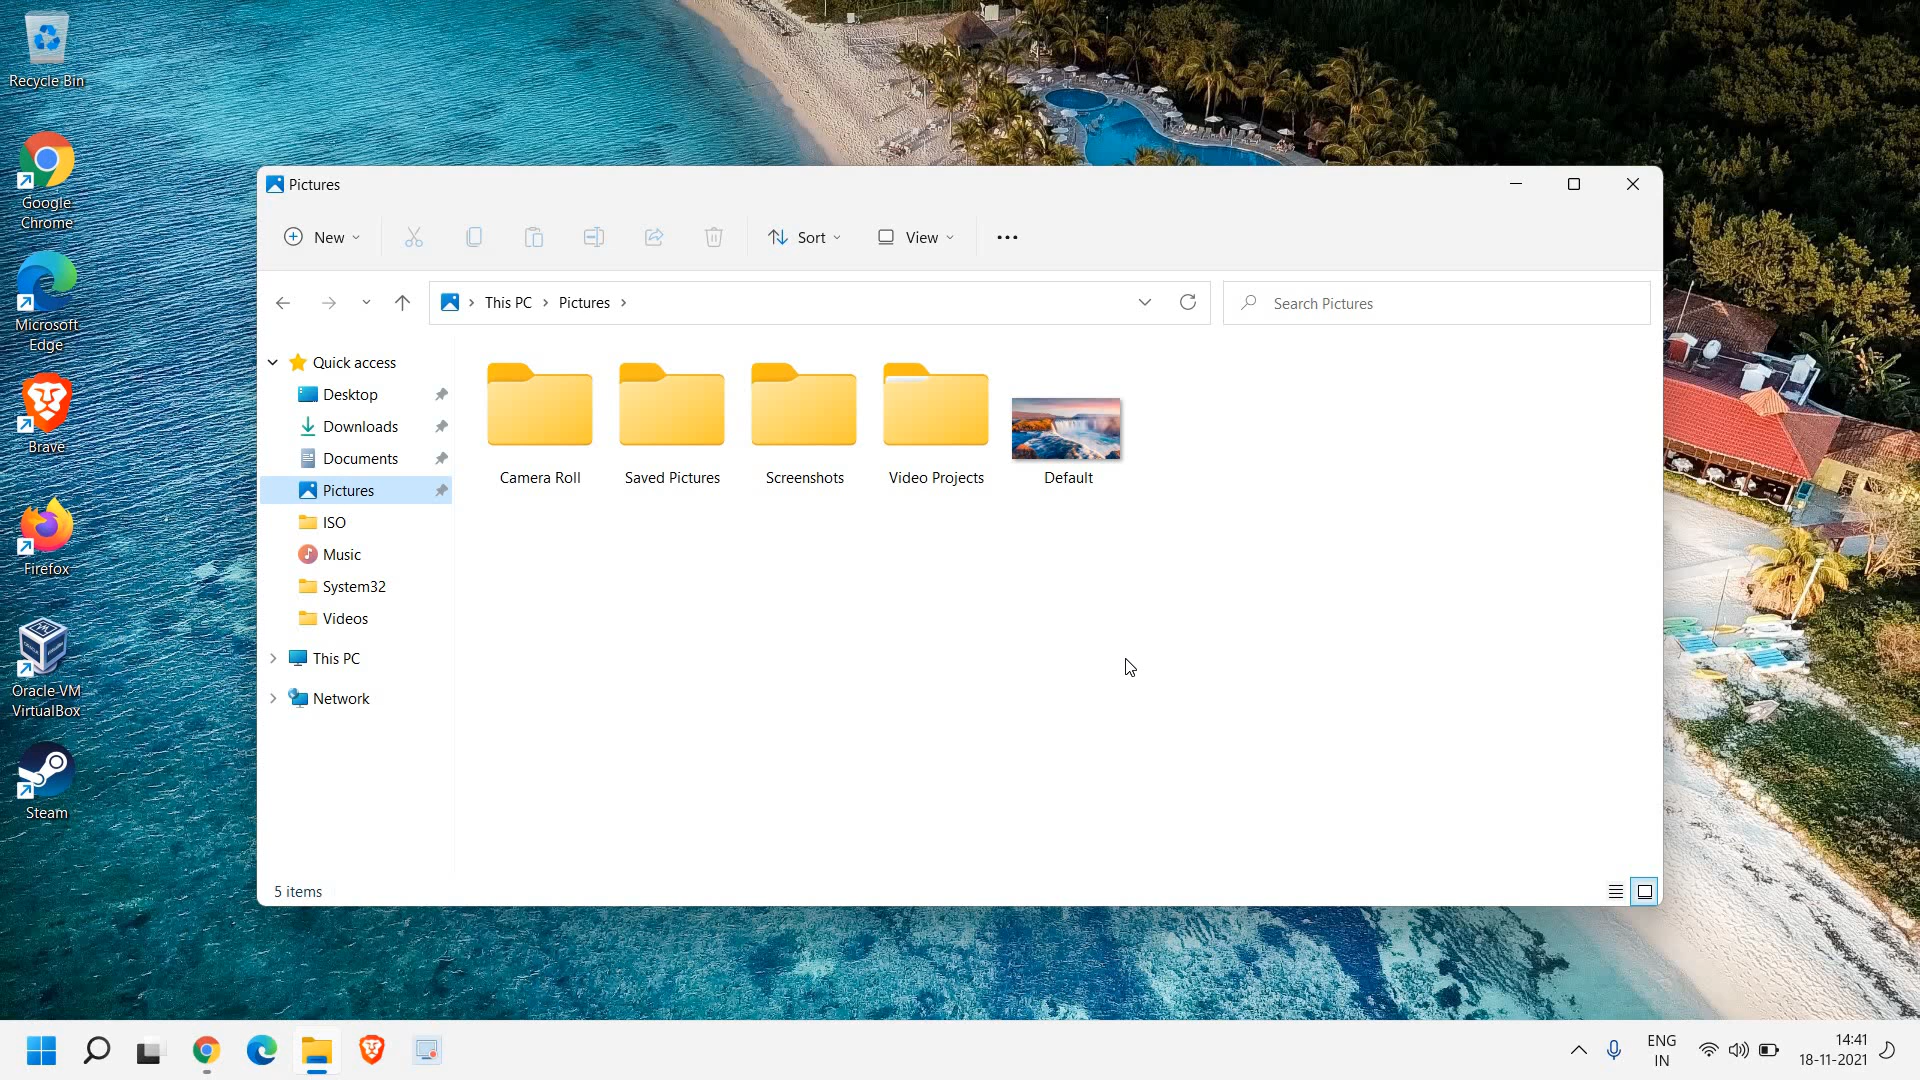 Recycle Bin
Google
Chrome
Microsoft
Edge
Brave
Firefox
Oracle VM
VirtualBox
Steam
Pictures
New
Sort
View
This PC
Pictures
Search Pictures
Quick access
Desktop
Downloads
Documents
Pictures
ISO
Music
System32
Videos
This PC
Network
Camera Roll
Saved Pictures
Screenshots
Video Projects
Default
5 items
ENG
IN
14:41
18-11-2021